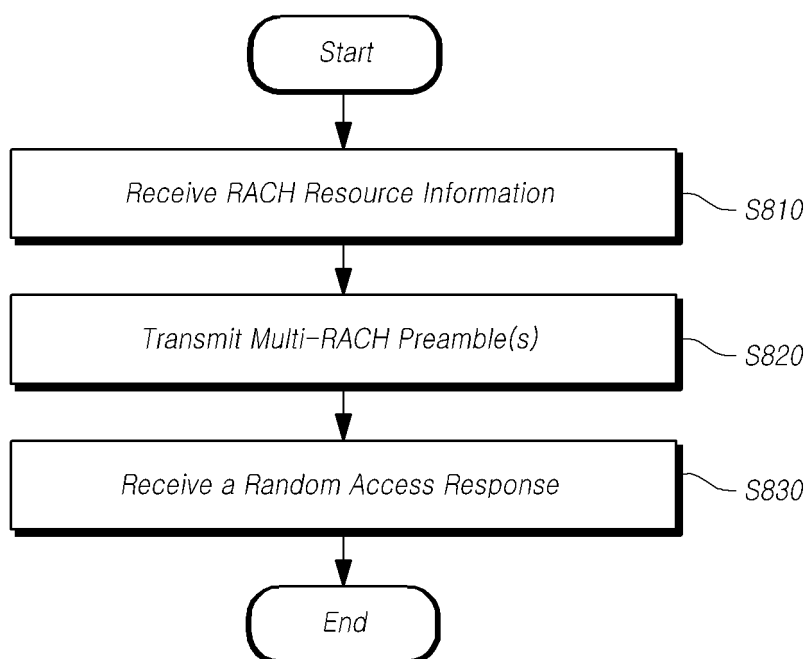 Start
Receive RACH Resource Information
S810
Transmit Multi-RACH Preamble(s)
S820
Receive a Random Access Response
S830
End